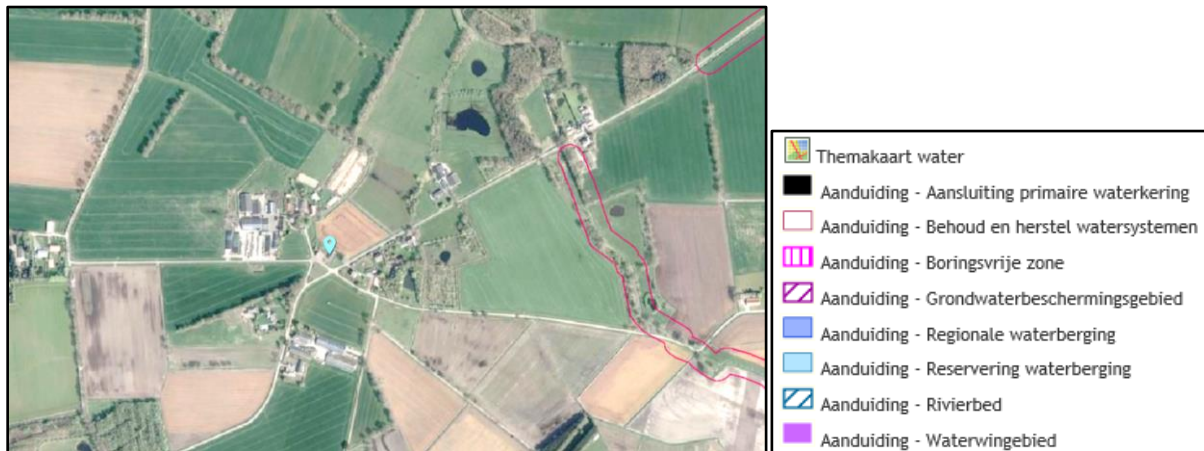 Themakaart water
Aanduiding - Aansluiting primaire waterkering
Aanduiding - Behoud en herstel watersystemen
Aanduiding - Boringsvrije zone
Aanduiding - Grondwaterbeschermingsgebied
Aanduiding - Regionale waterberging
Aanduiding - Reservering waterberging
Aanduiding - Rivierbed
Aanduiding - Waterwingebied